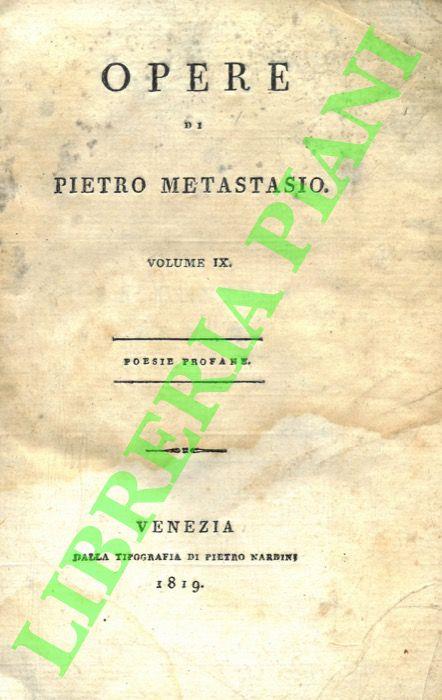 OPERE
DI
PIETRO METASTASIO.
VOLUME IX.
POESIE PROFANE.
VENEZIA
DALLA TIPOGRAFIA DI PIETRO NARDINI
1819.
LIBRERIA PIANI